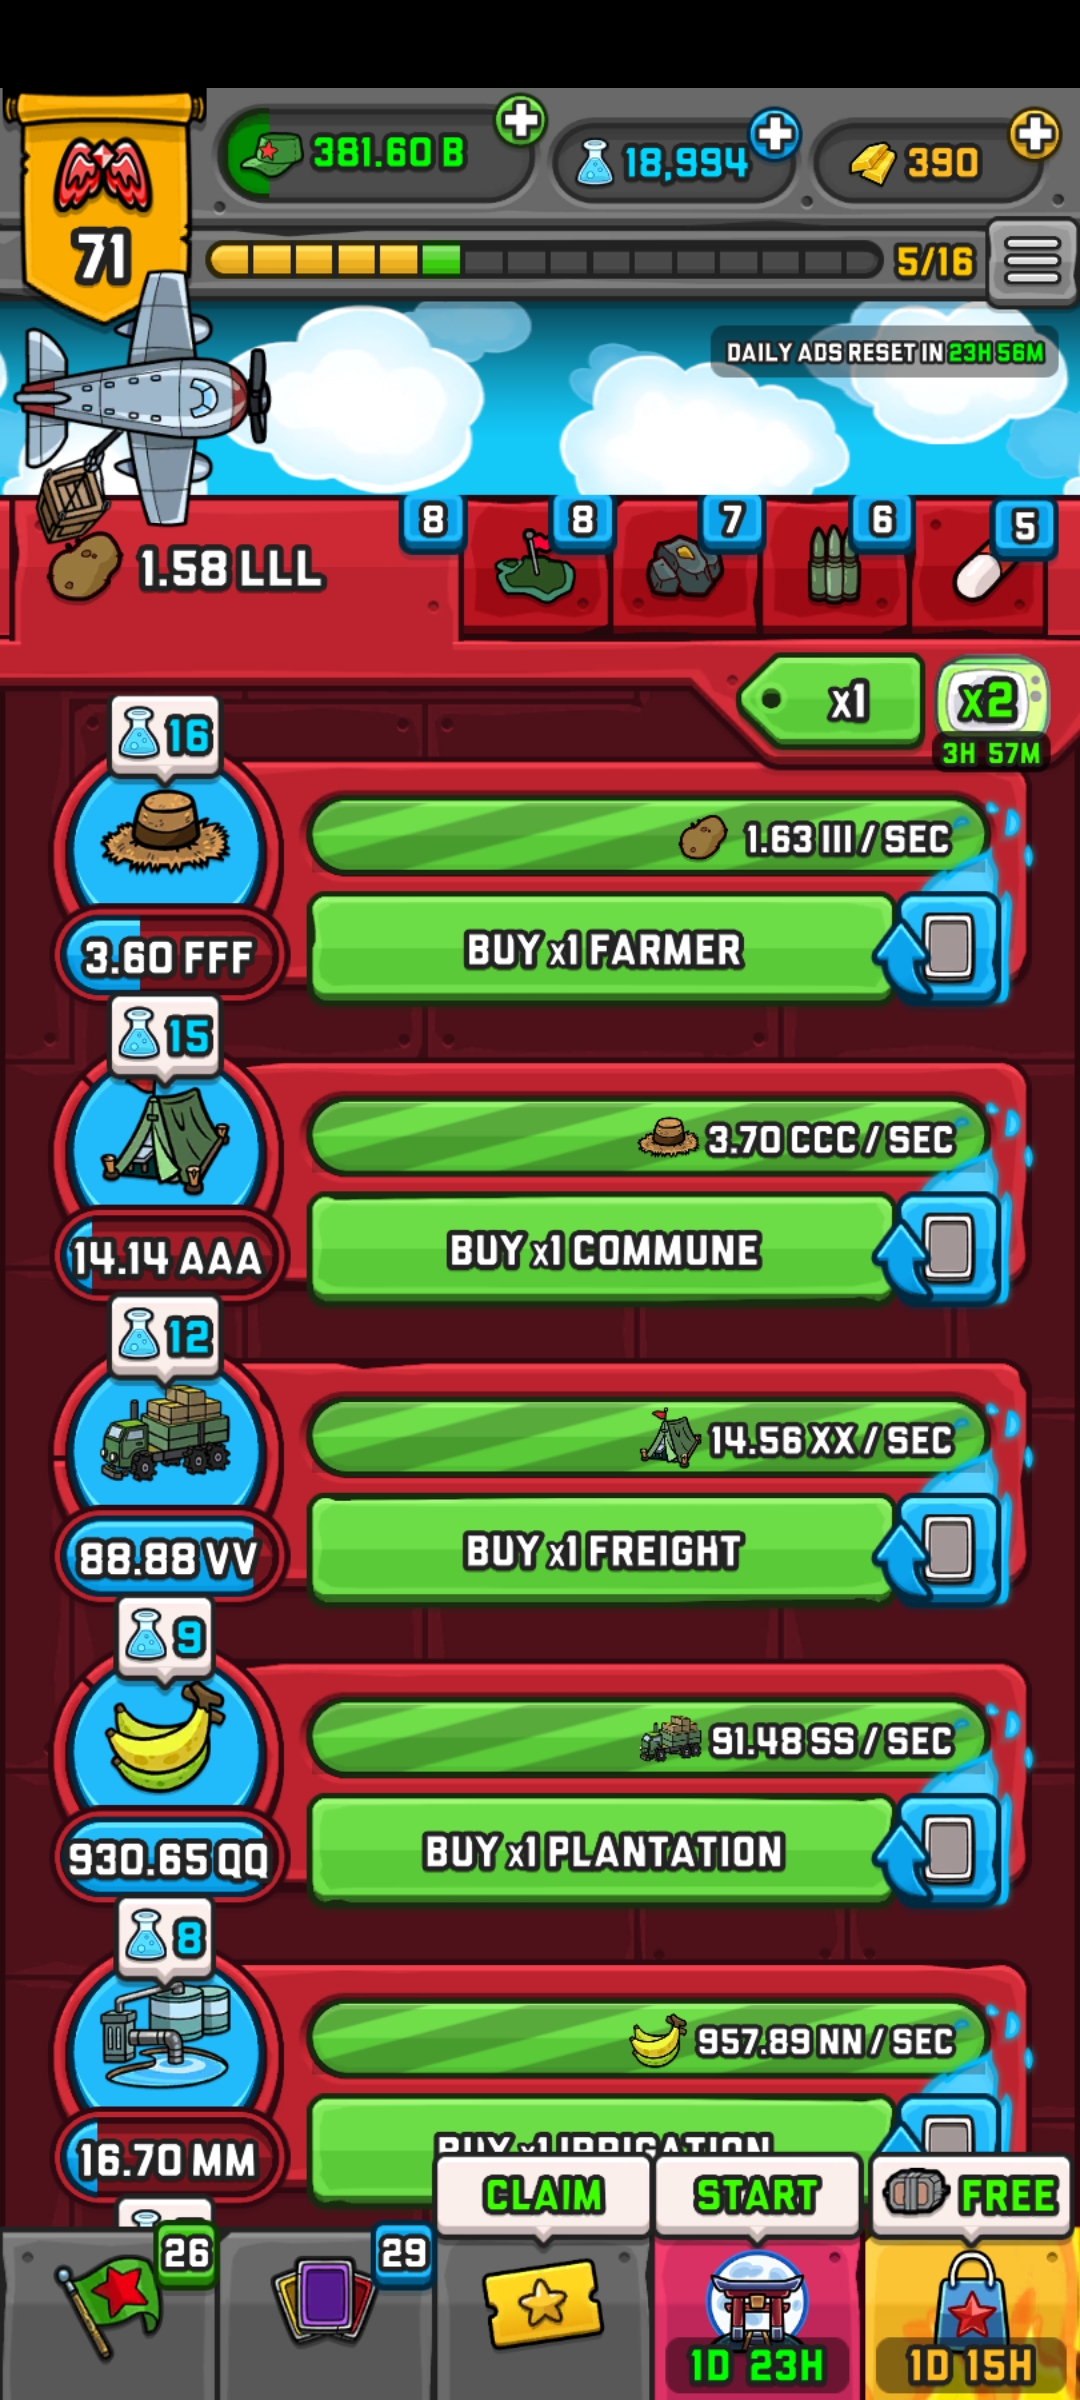 381.60 B
18,994
390
71
5/16
DAILY ADS RESET IN 23H 56M
1.58 LLL
8
8
7
6
5
x1
x2
3H 57M
16
1.63 III / SEC
3.60 FFF
BUY x1 FARMER
15
3.70 CCC / SEC
14.14 AAA
BUY x1 COMMUNE
12
14.56 XX / SEC
88.88 VV
BUY x1 FREIGHT
9
91.48 SS / SEC
930.65 QQ
BUY x1 PLANTATION
8
957.89 NN / SEC
16.70 MM
BUY x1 IRRIGATION
CLAIM
START
FREE
26
29
1D 23H
1D 15H